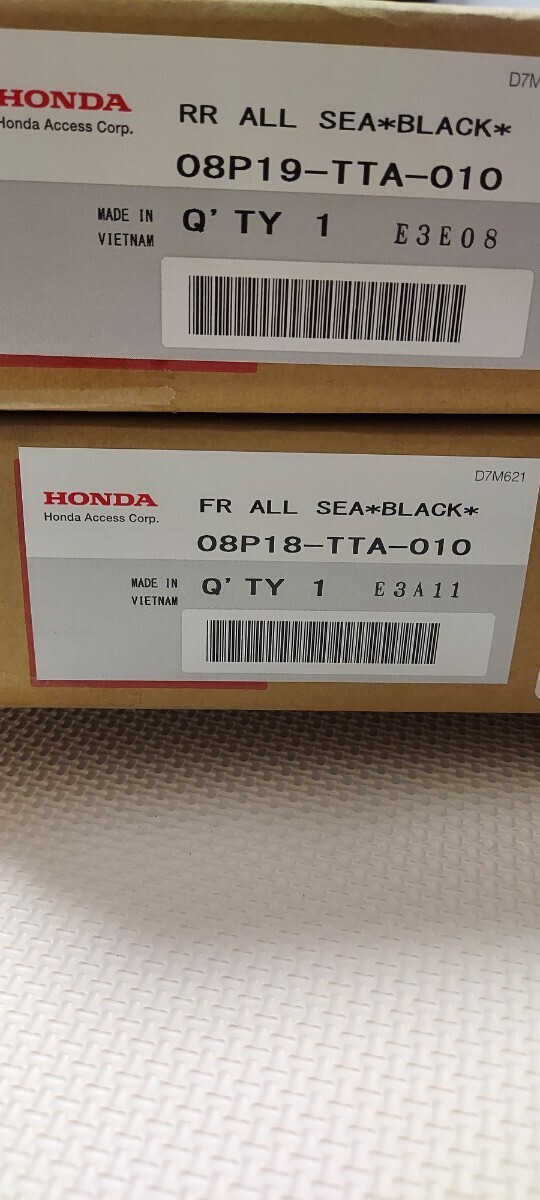 D7M
HONDA
Honda Access Corp.
RR ALL SEA*BLACK*
08P19-TTA-010
MADE IN
VIETNAM
Q' TY 1
E3E08
D7M621
HONDA
Honda Access Corp.
FR ALL SEA*BLACK*
08P18-TTA-010
MADE IN
VIETNAM
Q' TY 1
E3A11